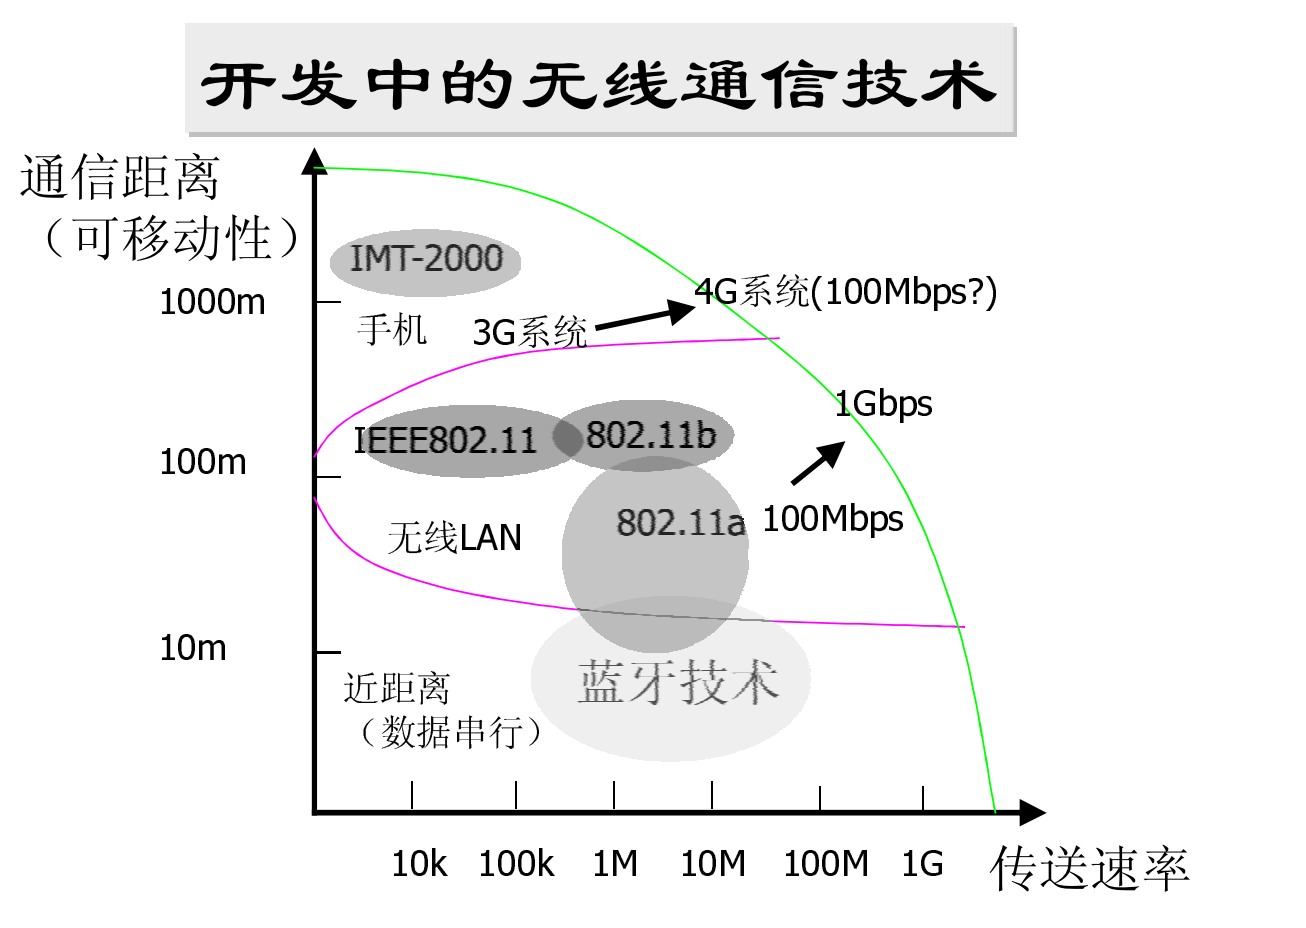 开发中的无线通信技术
通信距离
（可移动性）
IMT-2000
4G系统(100Mbps?)
1000m
手机
3G系统
1Gbps
IEEE802.11
802.11b
100m
802.11a
100Mbps
无线LAN
10m
近距离
（数据串行）
蓝牙技术
10k
100k
1M
10M
100M
1G
传送速率